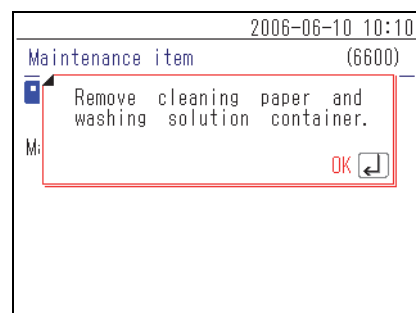 2006-06-10 10:10
Maintenance item (6600)
Remove cleaning paper and
washing solution container.
OK